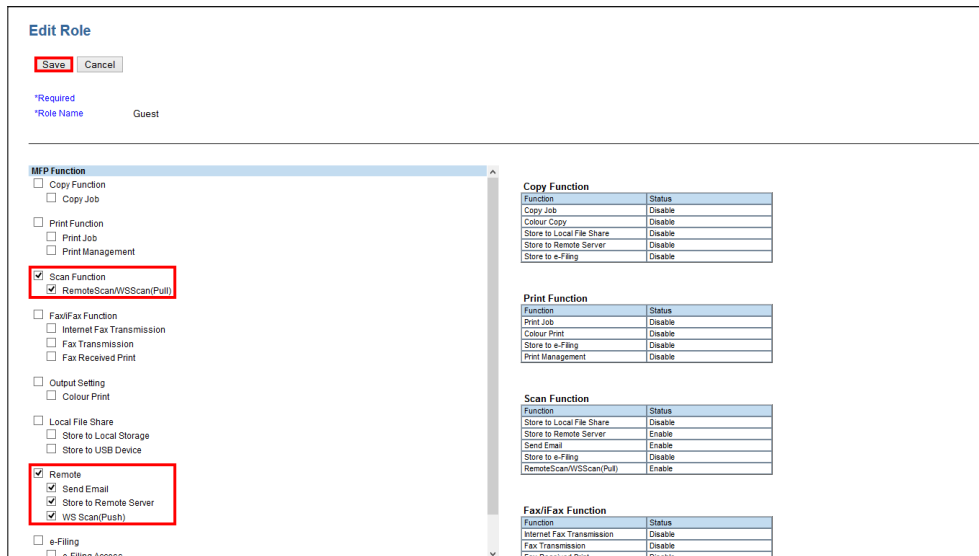 Edit Role
Save Cancel
*Required
*Role Name Guest
MFP Function
Copy Function
Copy Job
Print Function
Print Job
Print Management
Scan Function
RemoteScan/WSScan(Pull)
Fax/iFax Function
Internet Fax Transmission
Fax Transmission
Fax Received Print
Output Setting
Colour Print
Local File Share
Store to Local Storage
Store to USB Device
Remote
Send Email
Store to Remote Server
WS Scan(Push)
e-Filing
e-Filing Access
Copy Function
Function Status
Copy Job Disable
Colour Copy Disable
Store to Local File Share Disable
Store to Remote Server Disable
Store to e-Filing Disable
Print Function
Function Status
Print Job Disable
Colour Print Disable
Store to e-Filing Disable
Print Management Disable
Scan Function
Function Status
Store to Local File Share Disable
Store to Remote Server Enable
Send Email Enable
Store to e-Filing Disable
RemoteScan/WSScan(Pull) Enable
Fax/iFax Function
Function Status
Internet Fax Transmission Disable
Fax Transmission Disable
Fax Received Print Disable